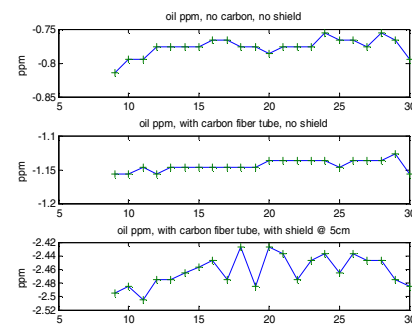 oil ppm, no carbon, no shield
-0.75
-0.8
-0.85
ppm
5 10 15 20 25 30
oil ppm, with carbon fiber tube, no shield
-1.1
-1.15
-1.2
ppm
5 10 15 20 25 30
oil ppm, with carbon fiber tube, with shield @ 5cm
-2.42
-2.44
-2.46
-2.48
-2.5
-2.52
ppm
5 10 15 20 25 30